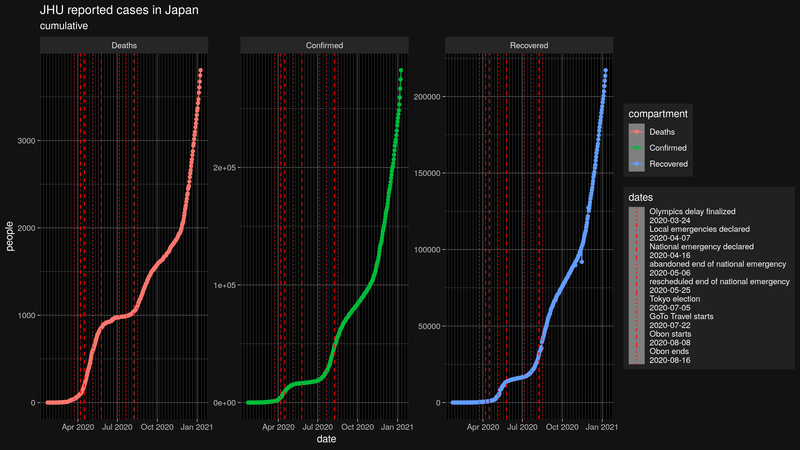 JHU reported cases in Japan
cumulative
Deaths
Confirmed
Recovered
people
3000
2000
1000
0
2e+05
1e+05
0e+00
200000
150000
100000
50000
0
Apr 2020 Jul 2020 Oct 2020 Jan 2021
Apr 2020 Jul 2020 Oct 2020 Jan 2021
Apr 2020 Jul 2020 Oct 2020 Jan 2021
date
compartment
Deaths
Confirmed
Recovered
dates
Olympics delay finalized
2020-03-24
Local emergencies declared
2020-04-07
National emergency declared
2020-04-16
abandoned end of national emergency
2020-05-06
rescheduled end of national emergency
2020-05-25
Tokyo election
2020-07-05
GoTo Travel starts
2020-07-22
Obon starts
2020-08-08
Obon ends
2020-08-16